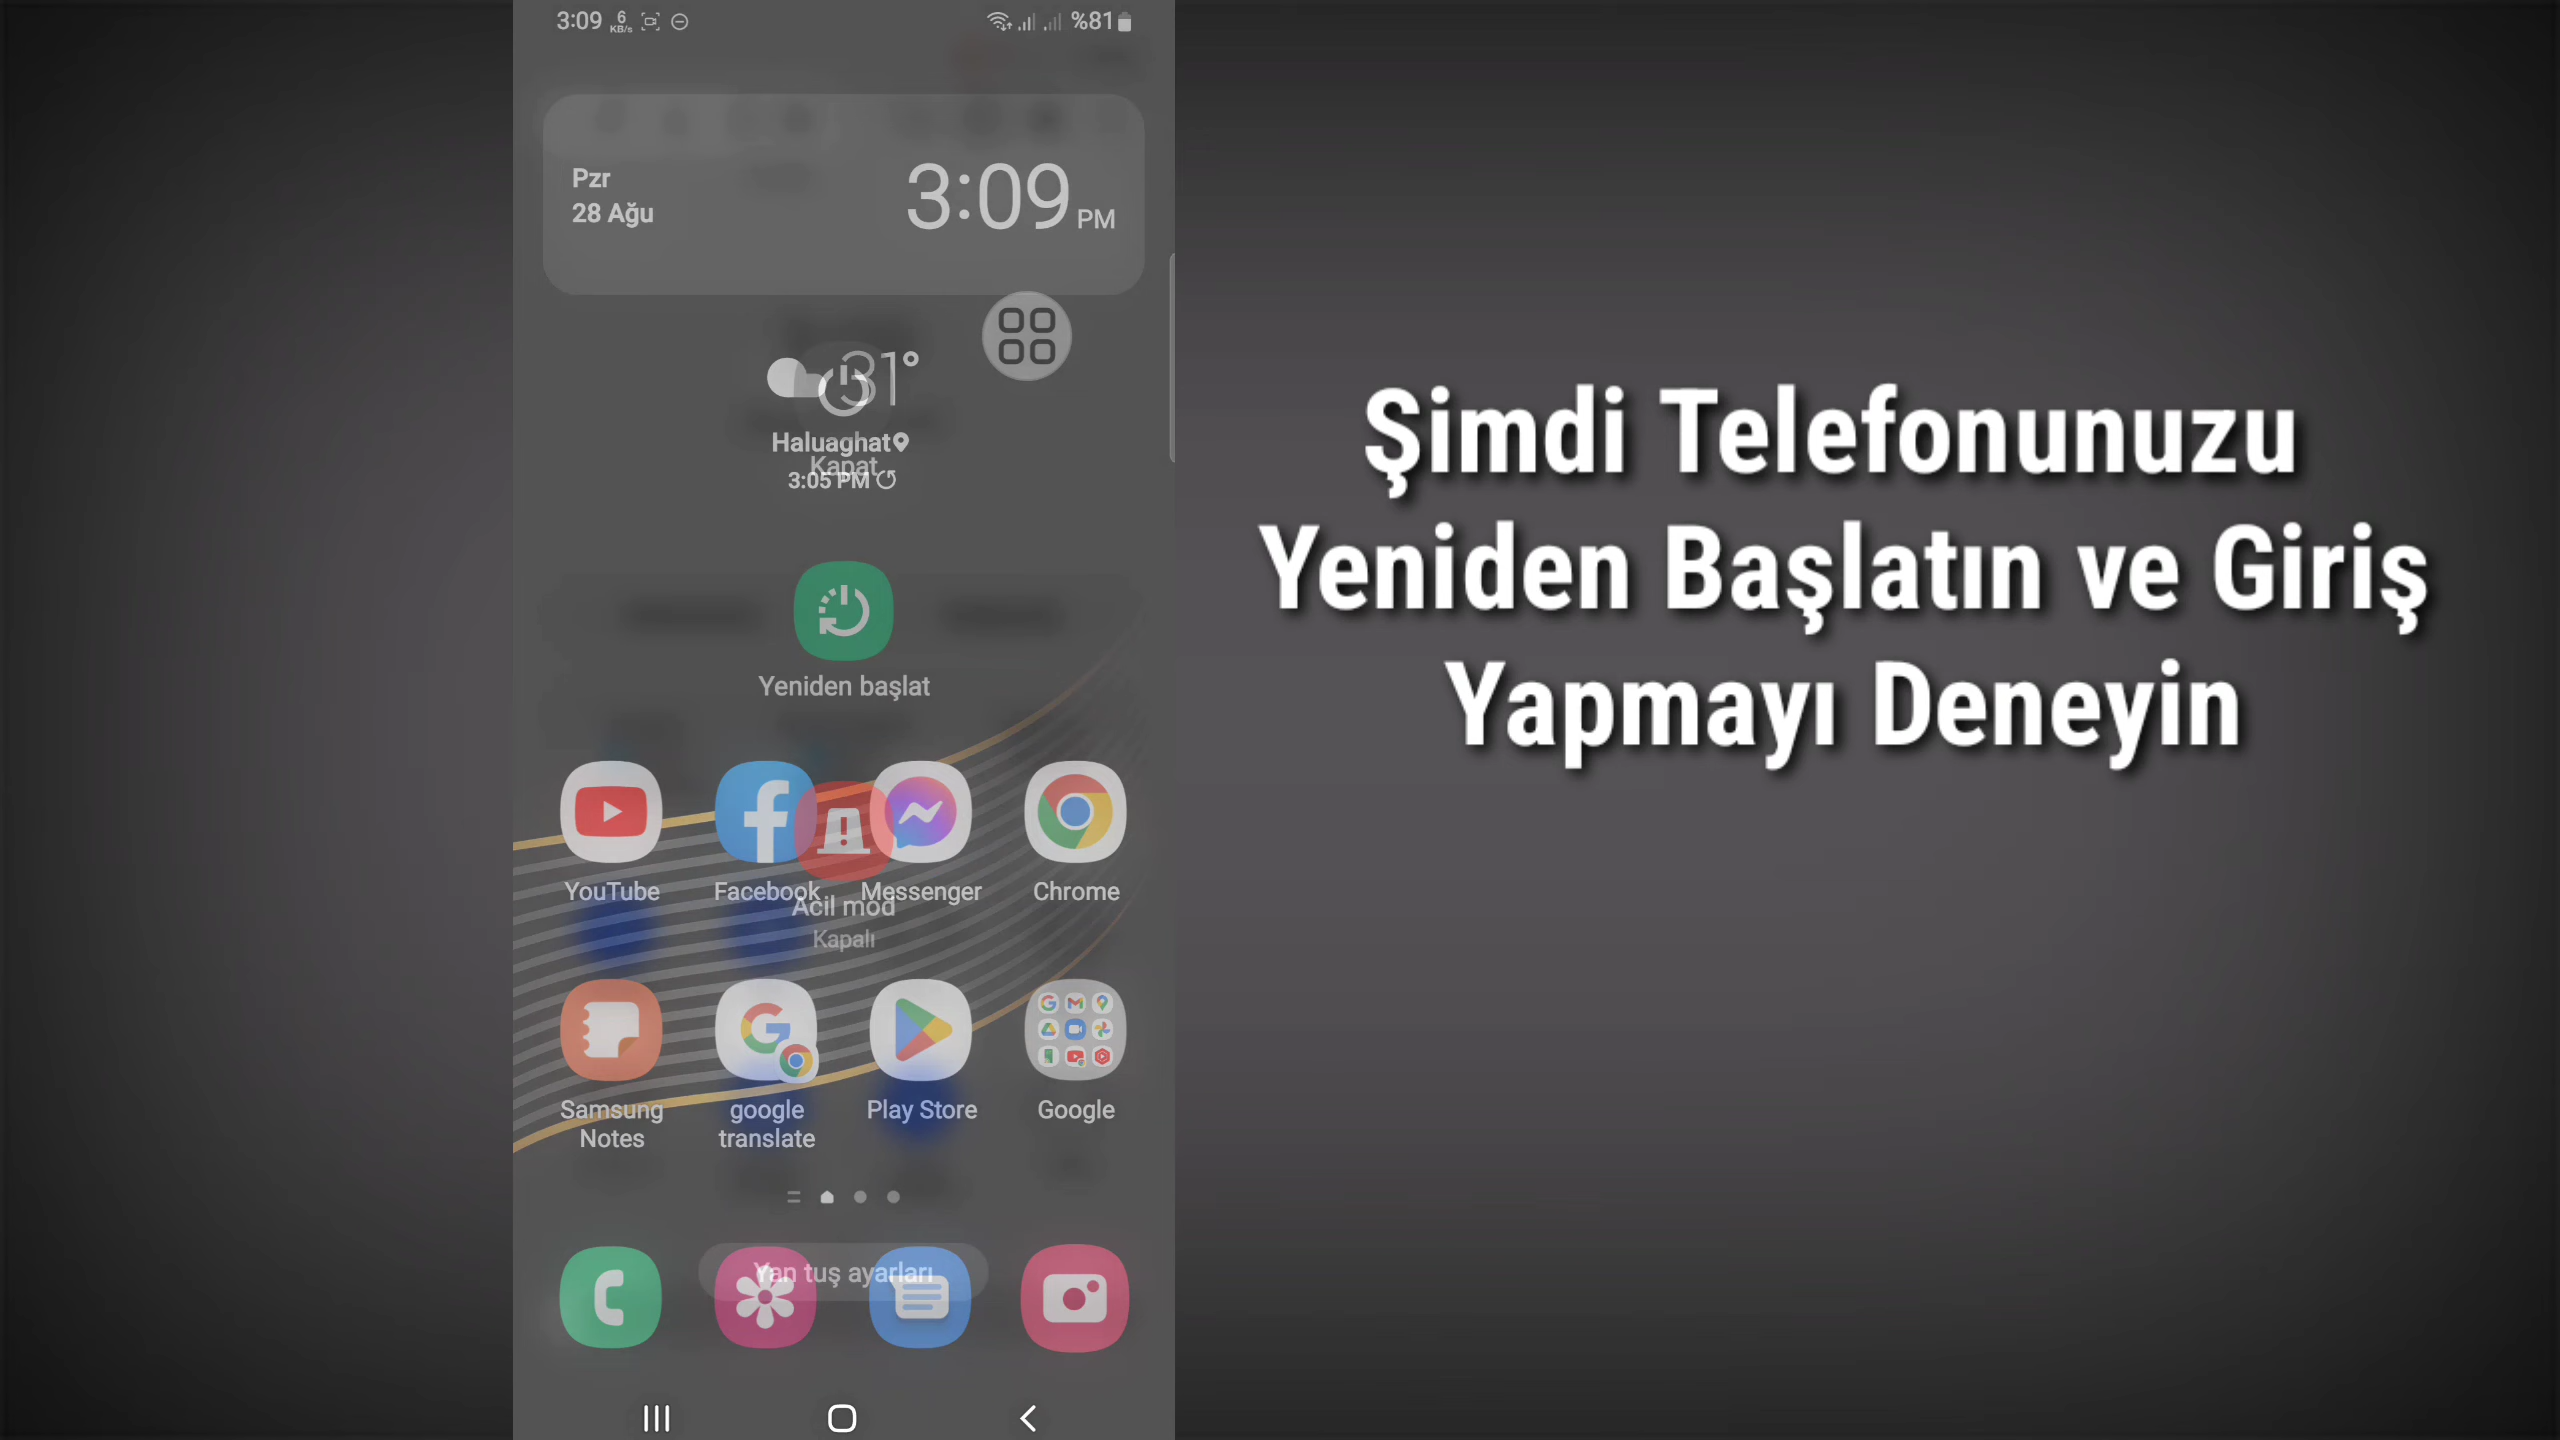 3:09 6 KB/s %81
Pzr
28 Ağu
3:09 PM
31°
Haluaghat
Kapat
3:05 PM
Yeniden başlat
YouTube Facebook Messenger Chrome
Acil mod
Kapalı
Samsung Notes
google translate
Play Store
Google
Yan tuş ayarları
Şimdi Telefonunuzu
Yeniden Başlatın ve Giriş
Yapmayı Deneyin